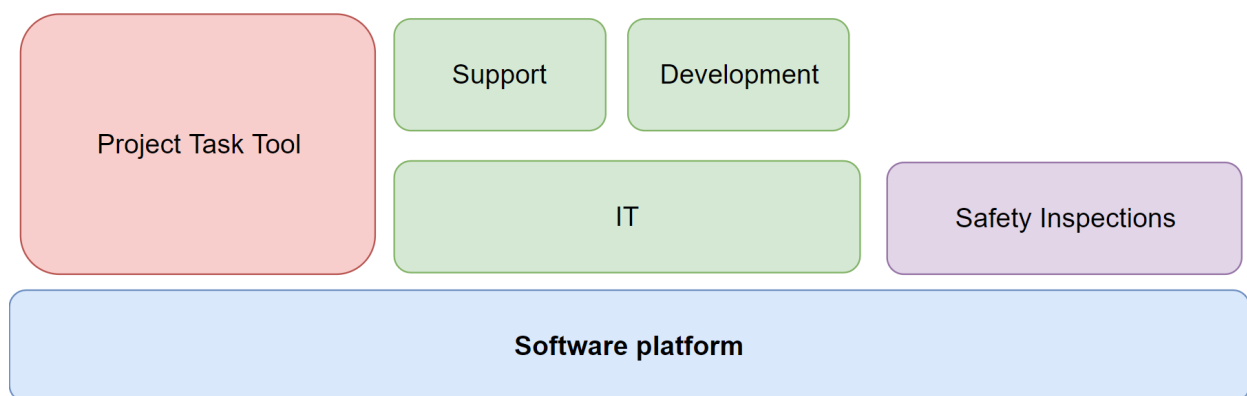 Project Task Tool
Support
Development
IT
Safety Inspections
Software platform